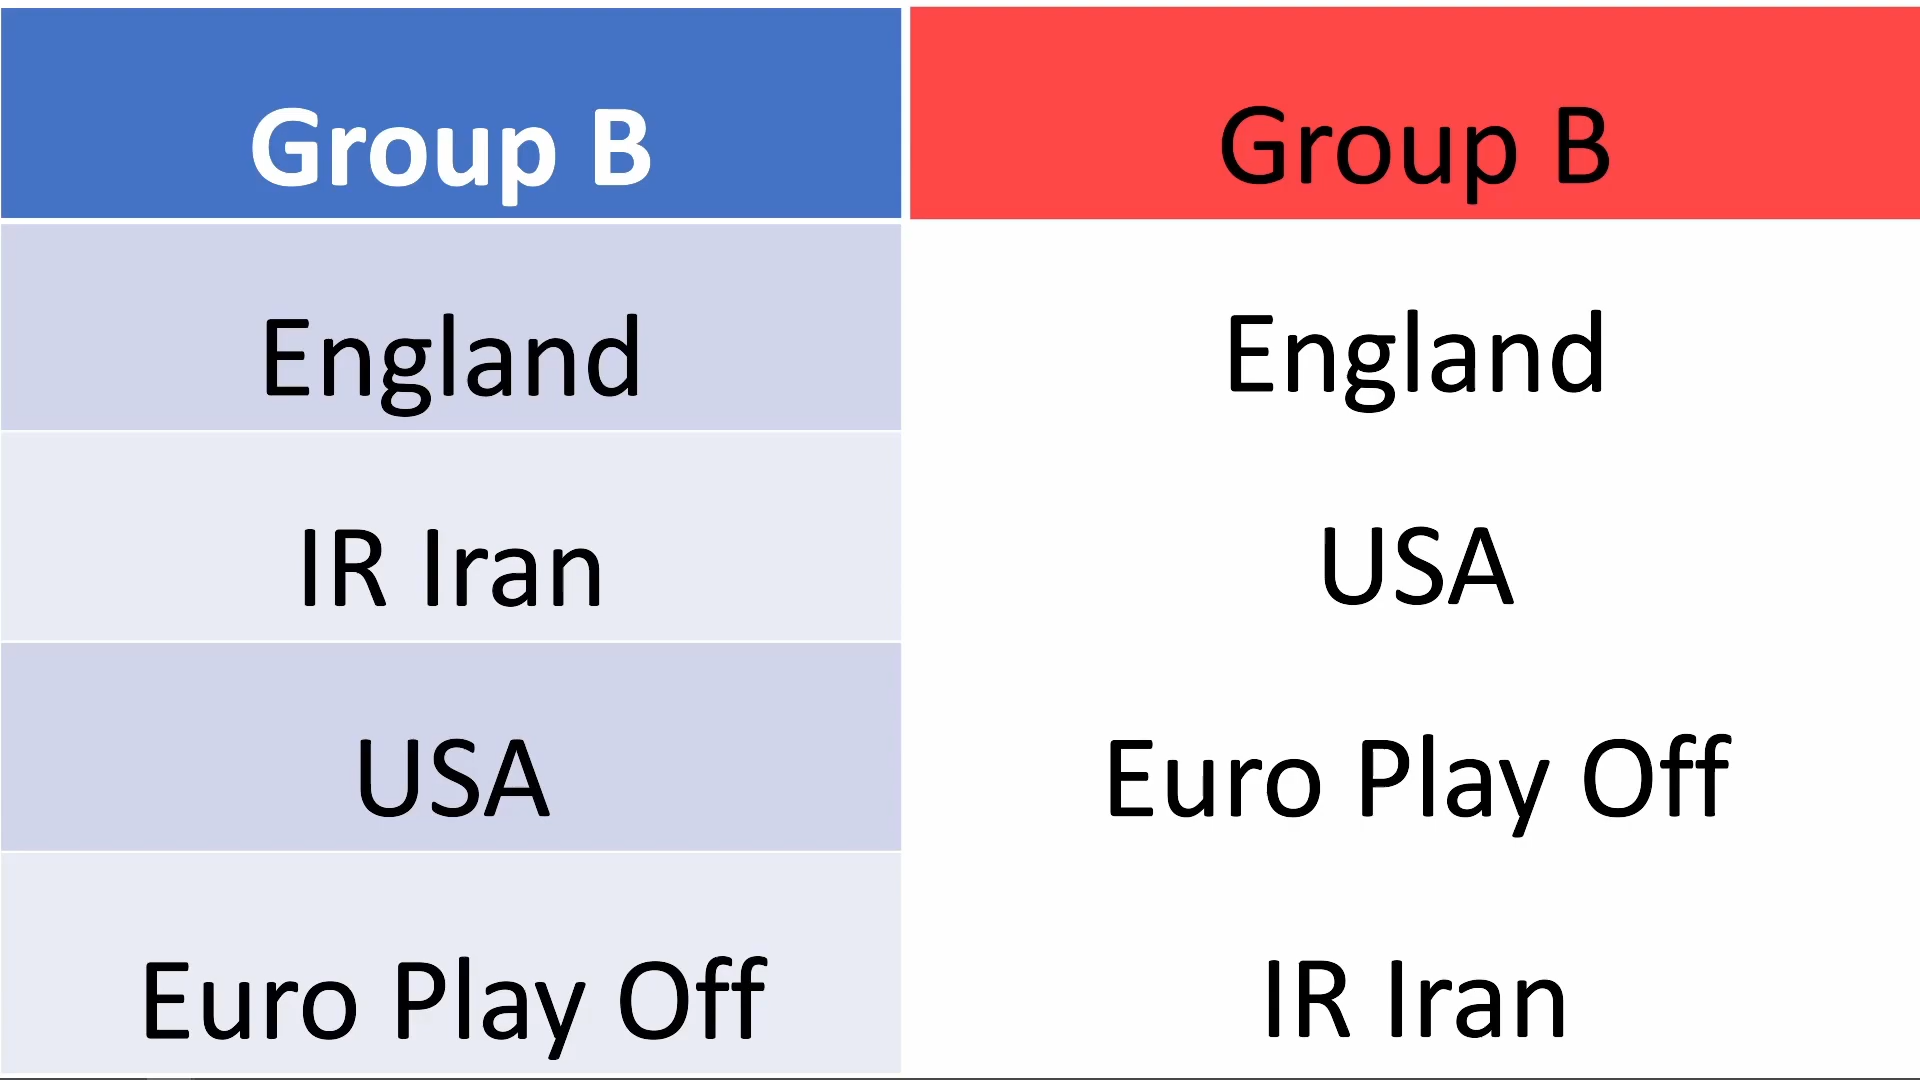 Group B
England
IR Iran
USA
Euro Play Off
Group B
England
USA
Euro Play Off
IR Iran